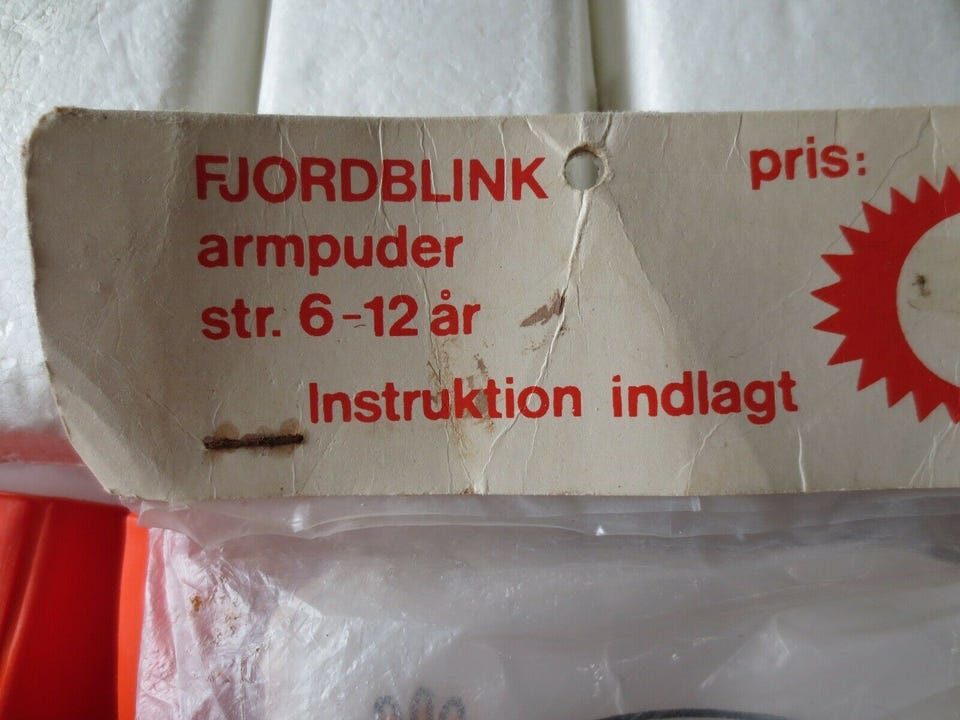 FJORDBLINK
armpuder
str. 6-12 år
Instruktion indlagt
pris: